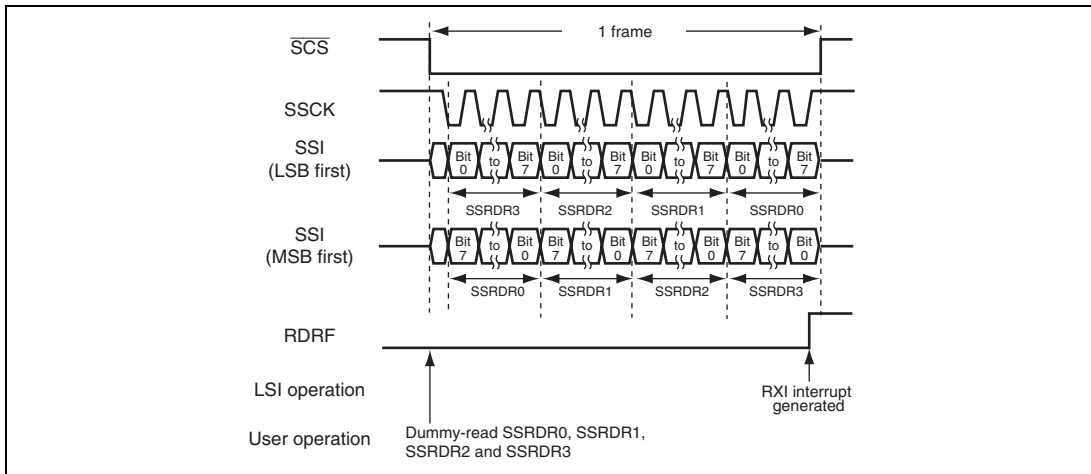 1 frame
SCS
SSCK
SSI
(LSB first)
Bit 0 to Bit 7 Bit 0 to Bit 7 Bit 0 to Bit 7 Bit 0 to Bit 7
SSRDR3 SSRDR2 SSRDR1 SSRDR0
SSI
(MSB first)
Bit 7 to Bit 0 Bit 7 to Bit 0 Bit 7 to Bit 0 Bit 7 to Bit 0
SSRDR0 SSRDR1 SSRDR2 SSRDR3
RDRF
LSI operation
RXI interrupt
generated
User operation
Dummy-read SSRDR0, SSRDR1,
SSRDR2 and SSRDR3